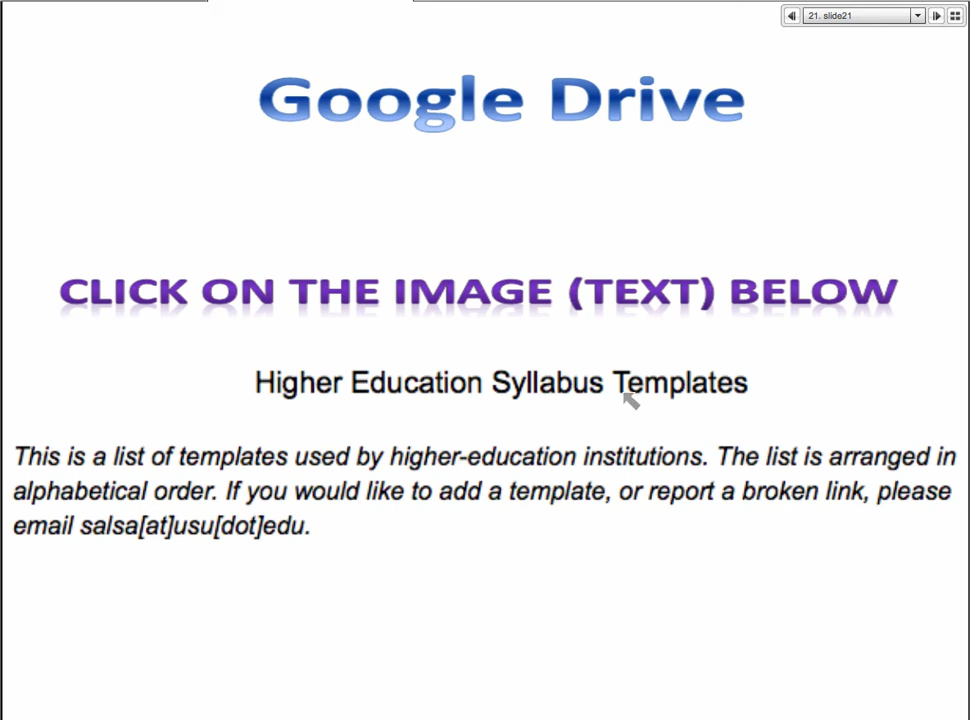 21. slide21
Google Drive
CLICK ON THE IMAGE (TEXT) BELOW
Higher Education Syllabus Templates
This is a list of templates used by higher-education institutions. The list is arranged in
alphabetical order. If you would like to add a template, or report a broken link, please
email salsa[at]usu[dot]edu.